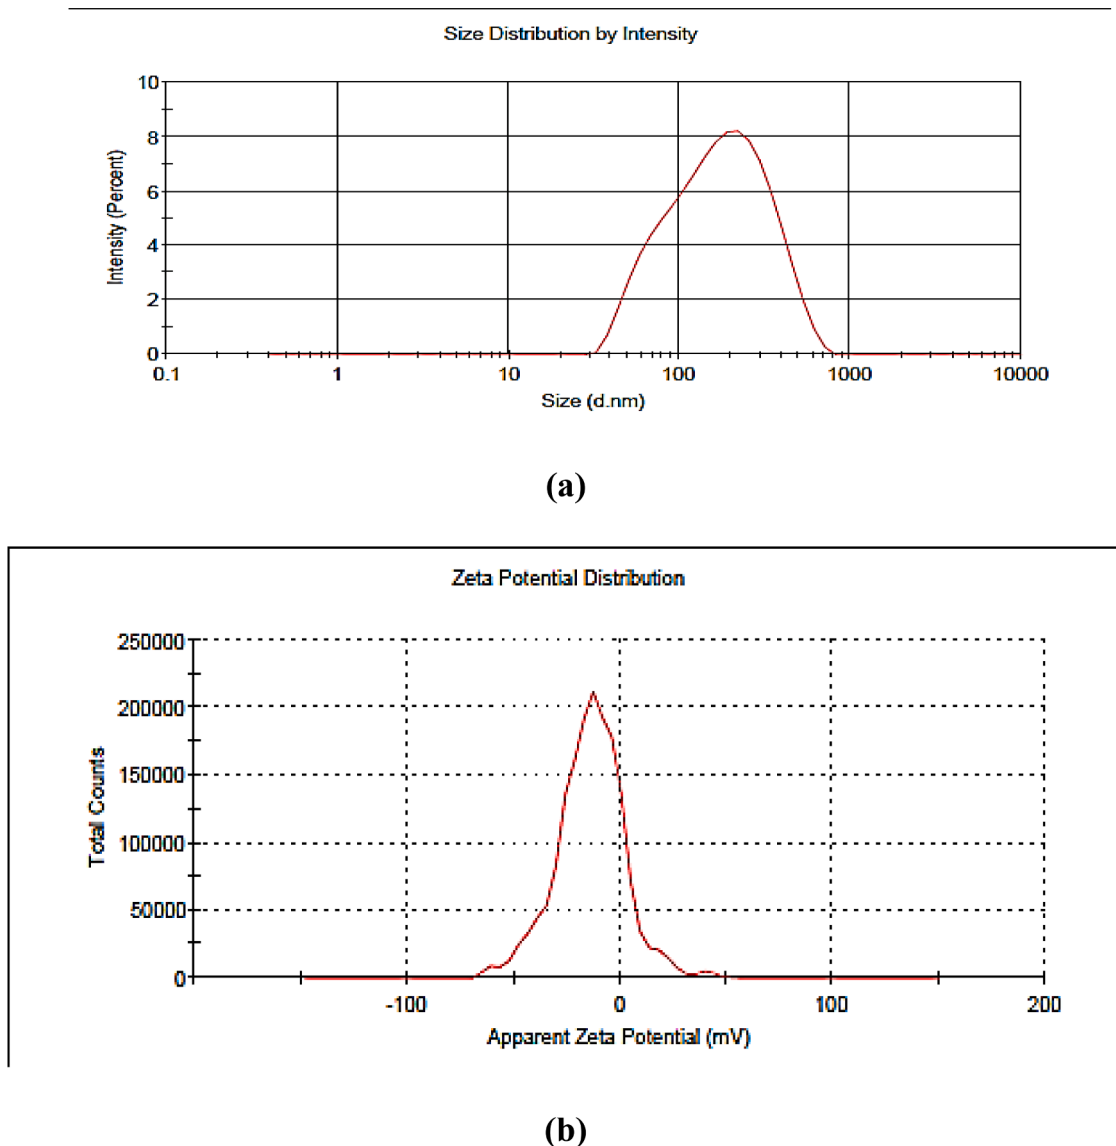 Size Distribution by Intensity
10
8
6
4
2
0
Intensity (Percent)
0.1 1 10 100 1000 10000
Size (d.nm)
(a)
Zeta Potential Distribution
250000
200000
150000
100000
50000
0
Total Counts
-100 0 100 200
Apparent Zeta Potential (mV)
(b)